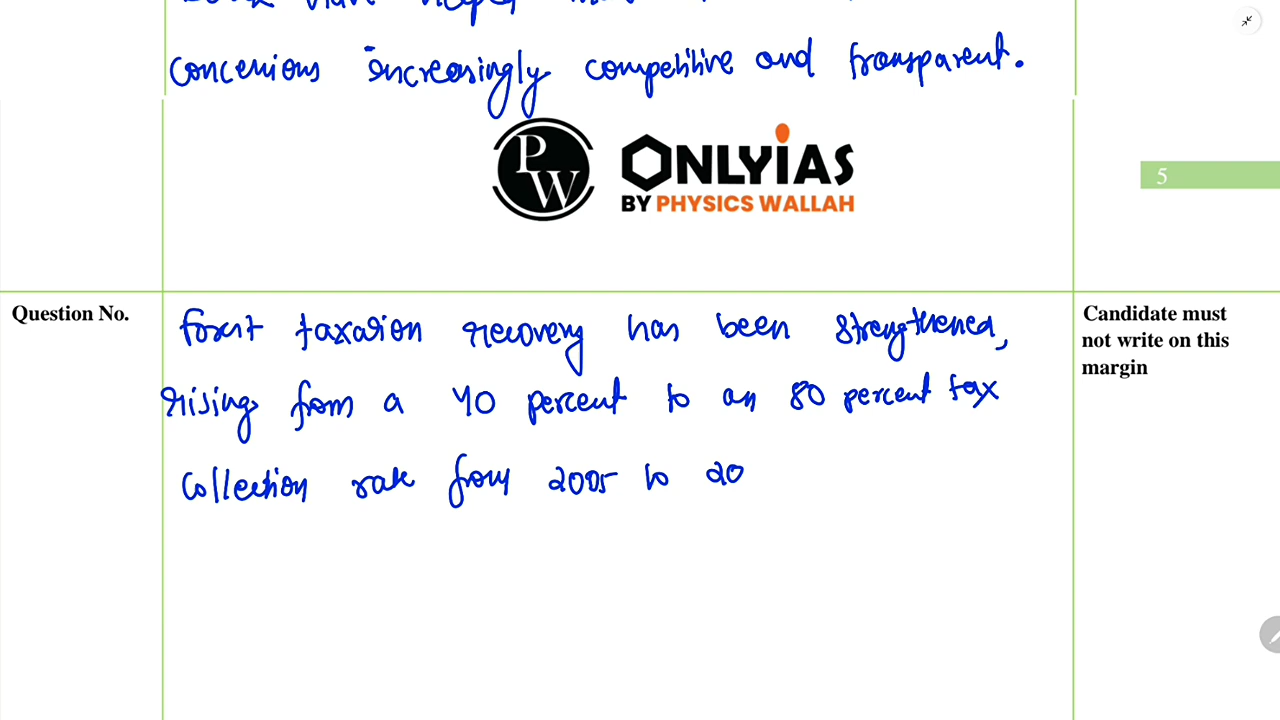 concessions increasingly competitive and transparent.
PW ONLYIAS
BY PHYSICS WALLAH
5
Question No.
Candidate must
not write on this
margin
Forest taxation recovery has been strengthened,
rising from a 40 percent to an 80 percent tax
collection rate from 2005 to 20